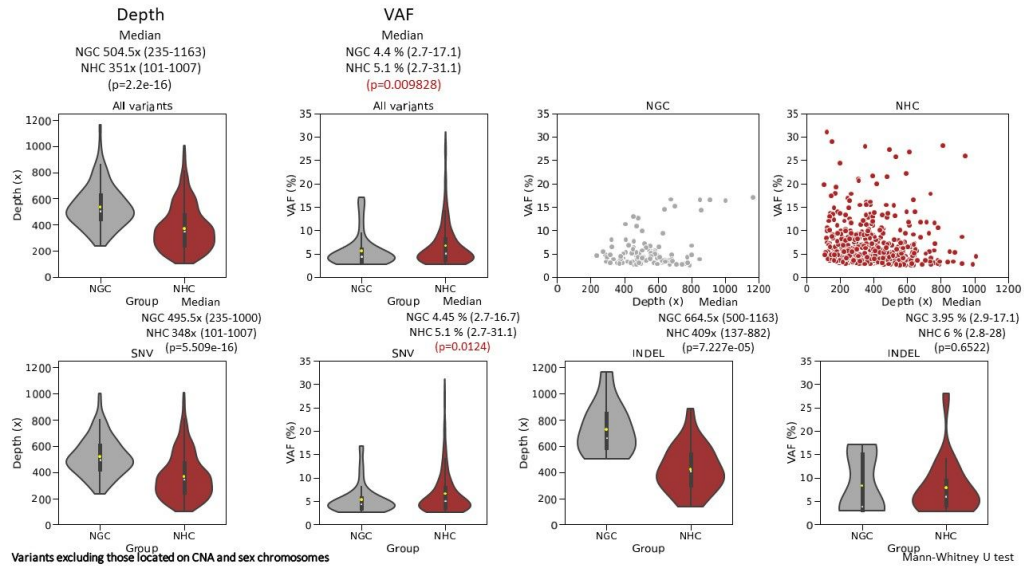 Depth
Median
NGC 504.5x (235-1163)
NHC 351x (101-1007)
(p=2.2e-16)
VAF
Median
NGC 4.4 % (2.7-17.1)
NHC 5.1 % (2.7-31.1)
(p=0.009828)
All variants
Depth (x)
1200
1000
800
600
400
200
0
NGC NHC
Group
All variants
VAF (%)
35
30
25
20
15
10
5
0
NGC NHC
Group
NGC
VAF (%)
35
30
25
20
15
10
5
0
0 200 400 600 800 1000 1200
Depth (x)
NHC
VAF (%)
35
30
25
20
15
10
5
0
0 200 400 600 800 1000 1200
Depth (x)
Median
NGC 495.5x (235-1000)
NHC 348x (101-1007)
(p=5.509e-16)
Median
NGC 4.45 % (2.7-16.7)
NHC 5.1 % (2.7-31.1)
(p=0.0124)
Median
NGC 664.5x (500-1163)
NHC 409x (137-882)
(p=7.227e-05)
Median
NGC 3.95 % (2.9-17.1)
NHC 6 % (2.8-28)
(p=0.6522)
SNV
Depth (x)
1200
1000
800
600
400
200
0
NGC NHC
Group
SNV
VAF (%)
35
30
25
20
15
10
5
0
NGC NHC
Group
INDEL
Depth (x)
1200
1000
800
600
400
200
0
NGC NHC
Group
INDEL
VAF (%)
35
30
25
20
15
10
5
0
NGC NHC
Group
Variants excluding those located on CNA and sex chromosomes
Mann-Whitney U test